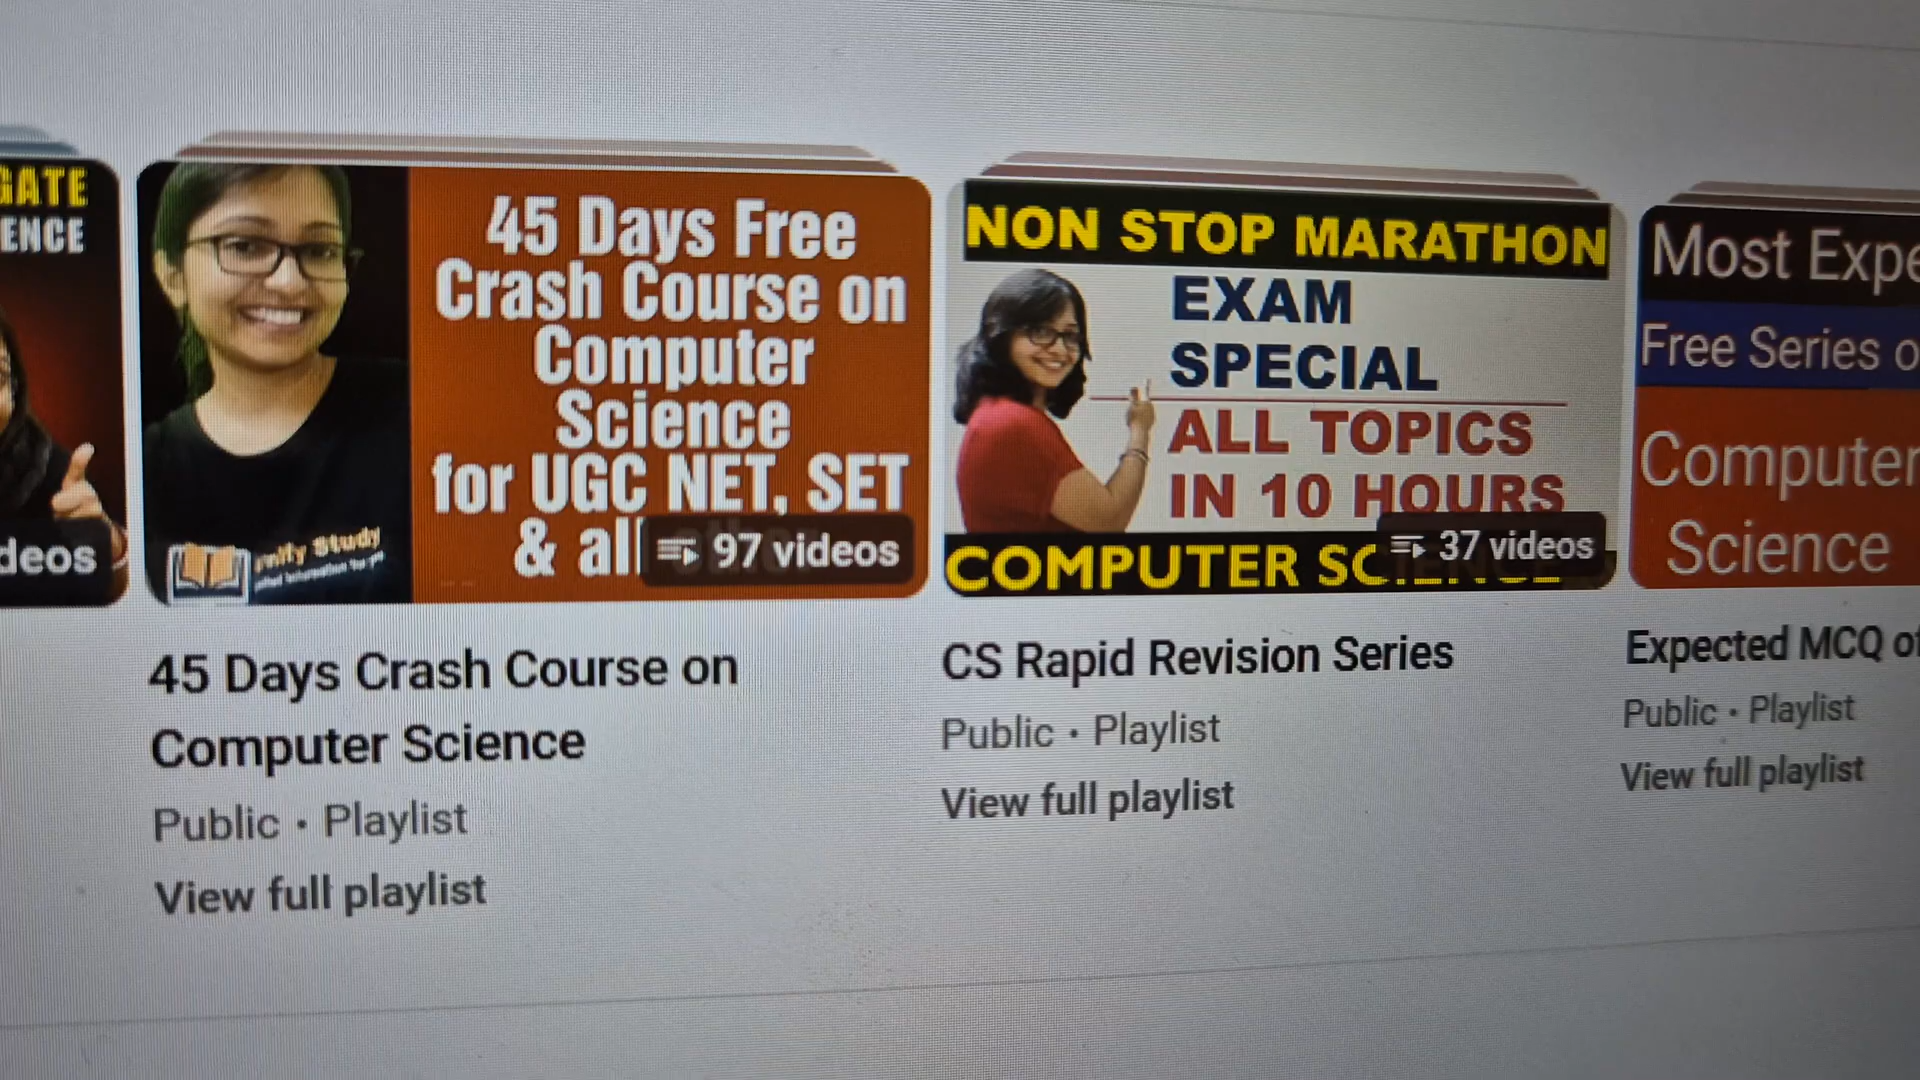 GATE
ENCE
deos
45 Days Free
Crash Course on
Computer
Science
for UGC NET, SET
& all
97 videos
Study
45 Days Crash Course on
Computer Science
Public • Playlist
View full playlist
NON STOP MARATHON
EXAM
SPECIAL
ALL TOPICS
IN 10 HOURS
COMPUTER SCIENCE
37 videos
CS Rapid Revision Series
Public • Playlist
View full playlist
Most Expe
Free Series o
Computer
Science
Expected MCQ of
Public • Playlist
View full playlist